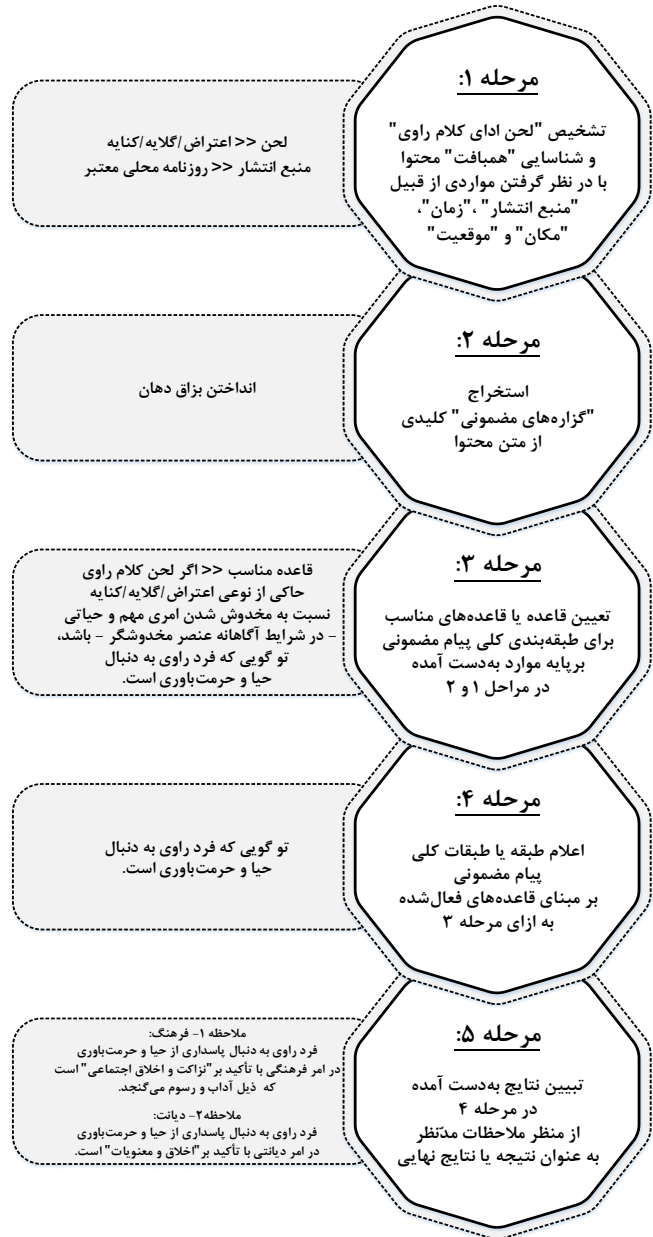 مرحله ۱:
تشخیص "لحن ادای کلام راوی"
و شناسایی "همبافت" محتوا
با در نظر گرفتن مواردی از قبیل
"منبع انتشار" ،"زمان"،
"مکان" و "موقعیت"
لحن << اعتراض/گلایه/کنایه
منبع انتشار << روزنامه محلی معتبر
مرحله ۲:
استخراج
"گزاره‌های مضمونی" کلیدی
از متن محتوا
انداختن بزاق دهان
مرحله ۳:
تعیین قاعده یا قاعده‌های مناسب
برای طبقه‌بندی کلی پیام مضمونی
برپایه موارد به‌دست آمده
در مراحل ۱ و ۲
قاعده مناسب << اگر لحن کلام راوی
حاکی از نوعی اعتراض/گلایه/کنایه
نسبت به مخدوش شدن امری مهم و حیاتی
- در شرایط آگاهانه عنصر مخدوشگر - باشد،
تو گویی که فرد راوی به دنبال
حیا و حرمت‌باوری است.
مرحله ۴:
اعلام طبقه یا طبقات کلی
پیام مضمونی
بر مبنای قاعده‌های فعال‌شده
به ازای مرحله ۳
تو گویی که فرد راوی به دنبال
حیا و حرمت‌باوری است.
مرحله ۵:
تبیین نتایج به‌دست آمده
در مرحله ۴
از منظر ملاحظات مدّنظر
به عنوان نتیجه یا نتایج نهایی
ملاحظه ۱- فرهنگ:
فرد راوی به دنبال پاسداری از حیا و حرمت‌باوری
در امر فرهنگی با تأکید بر"نزاکت و اخلاق اجتماعی" است
که ذیل آداب و رسوم می‌گنجد.
ملاحظه۲- دیانت:
فرد راوی به دنبال پاسداری از حیا و حرمت‌باوری
در امر دیانتی با تأکید بر"اخلاق و معنویات" است.